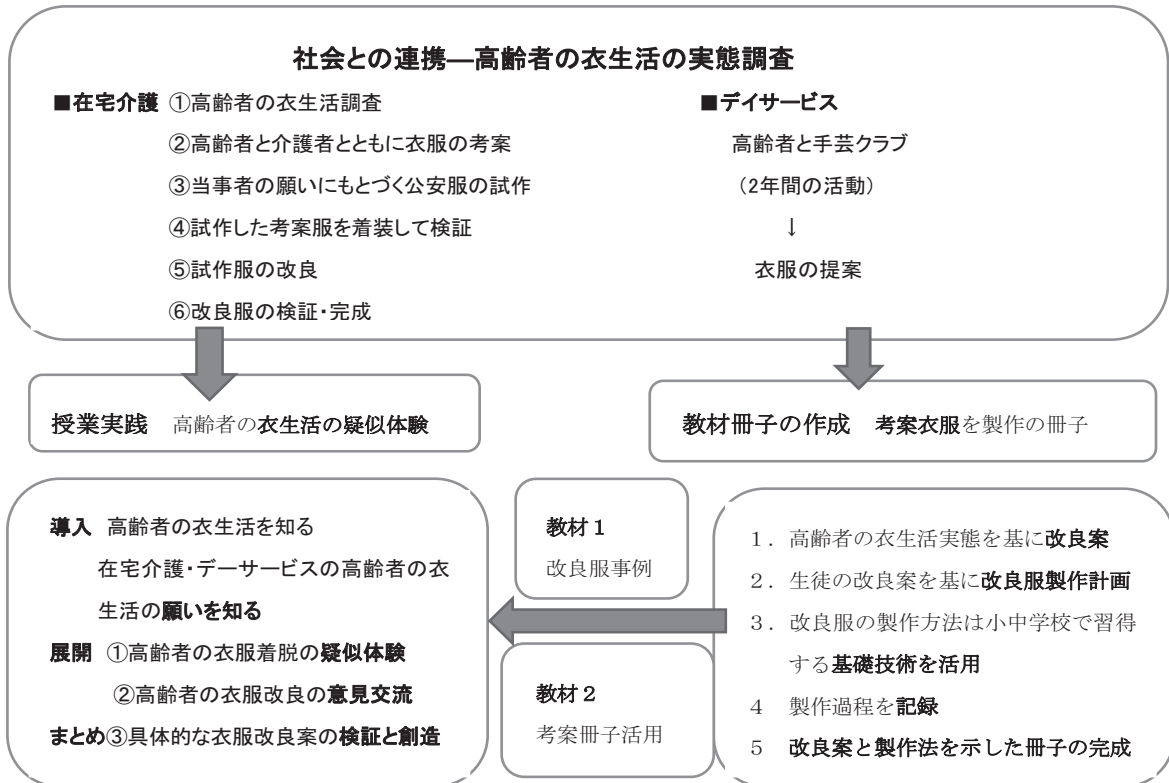 社会との連携―高齢者の衣生活の実態調査
■在宅介護 ①高齢者の衣生活調査
②高齢者と介護者とともに衣服の考案
③当事者の願いにもとづく公安服の試作
④試作した考案服を着装して検証
⑤試作服の改良
⑥改良服の検証・完成
■デイサービス
高齢者と手芸クラブ
（2年間の活動）
↓
衣服の提案
授業実践 高齢者の衣生活の疑似体験
教材冊子の作成 考案衣服を製作の冊子
導入 高齢者の衣生活を知る
在宅介護・デーサービスの高齢者の衣
生活の願いを知る
展開 ①高齢者の衣服着脱の疑似体験
②高齢者の衣服改良の意見交流
まとめ③具体的な衣服改良案の検証と創造
教材１
改良服事例
教材２
考案冊子活用
１．高齢者の衣生活実態を基に改良案
２．生徒の改良案を基に改良服製作計画
３．改良服の製作方法は小中学校で習得
する基礎技術を活用
４ 製作過程を記録
５ 改良案と製作法を示した冊子の完成